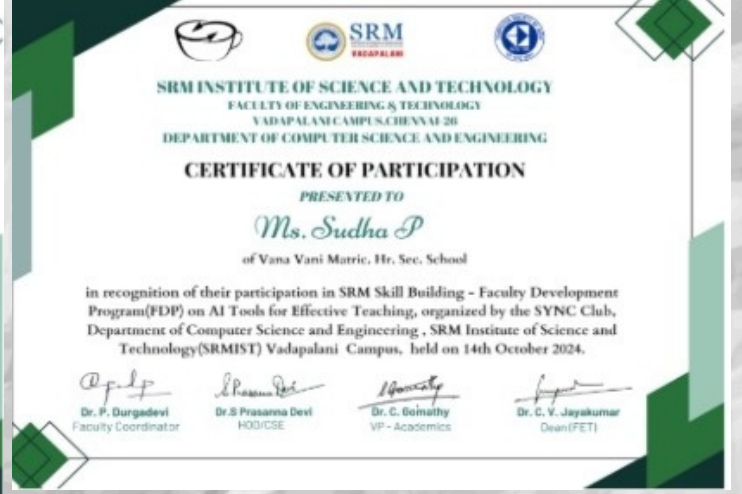 SRM
VADAPALANI
SRM INSTITUTE OF SCIENCE AND TECHNOLOGY
FACULTY OF ENGINEERING & TECHNOLOGY
VADAPALANI CAMPUS,CHENNAI-26
DEPARTMENT OF COMPUTER SCIENCE AND ENGINEERING
CERTIFICATE OF PARTICIPATION
PRESENTED TO
Ms. Sudha P
of Vana Vani Matric. Hr. Sec. School
in recognition of their participation in SRM Skill Building - Faculty Development
Program(FDP) on AI Tools for Effective Teaching, organized by the SYNC Club,
Department of Computer Science and Engineering , SRM Institute of Science and
Technology(SRMIST) Vadapalani Campus, held on 14th October 2024.
Dr. P. Durgadevi Dr.S Prasanna Devi Dr. C. Gomathy Dr. C. V. Jayakumar
Faculty Coordinator HOD/CSE VP - Academics Dean(FET)